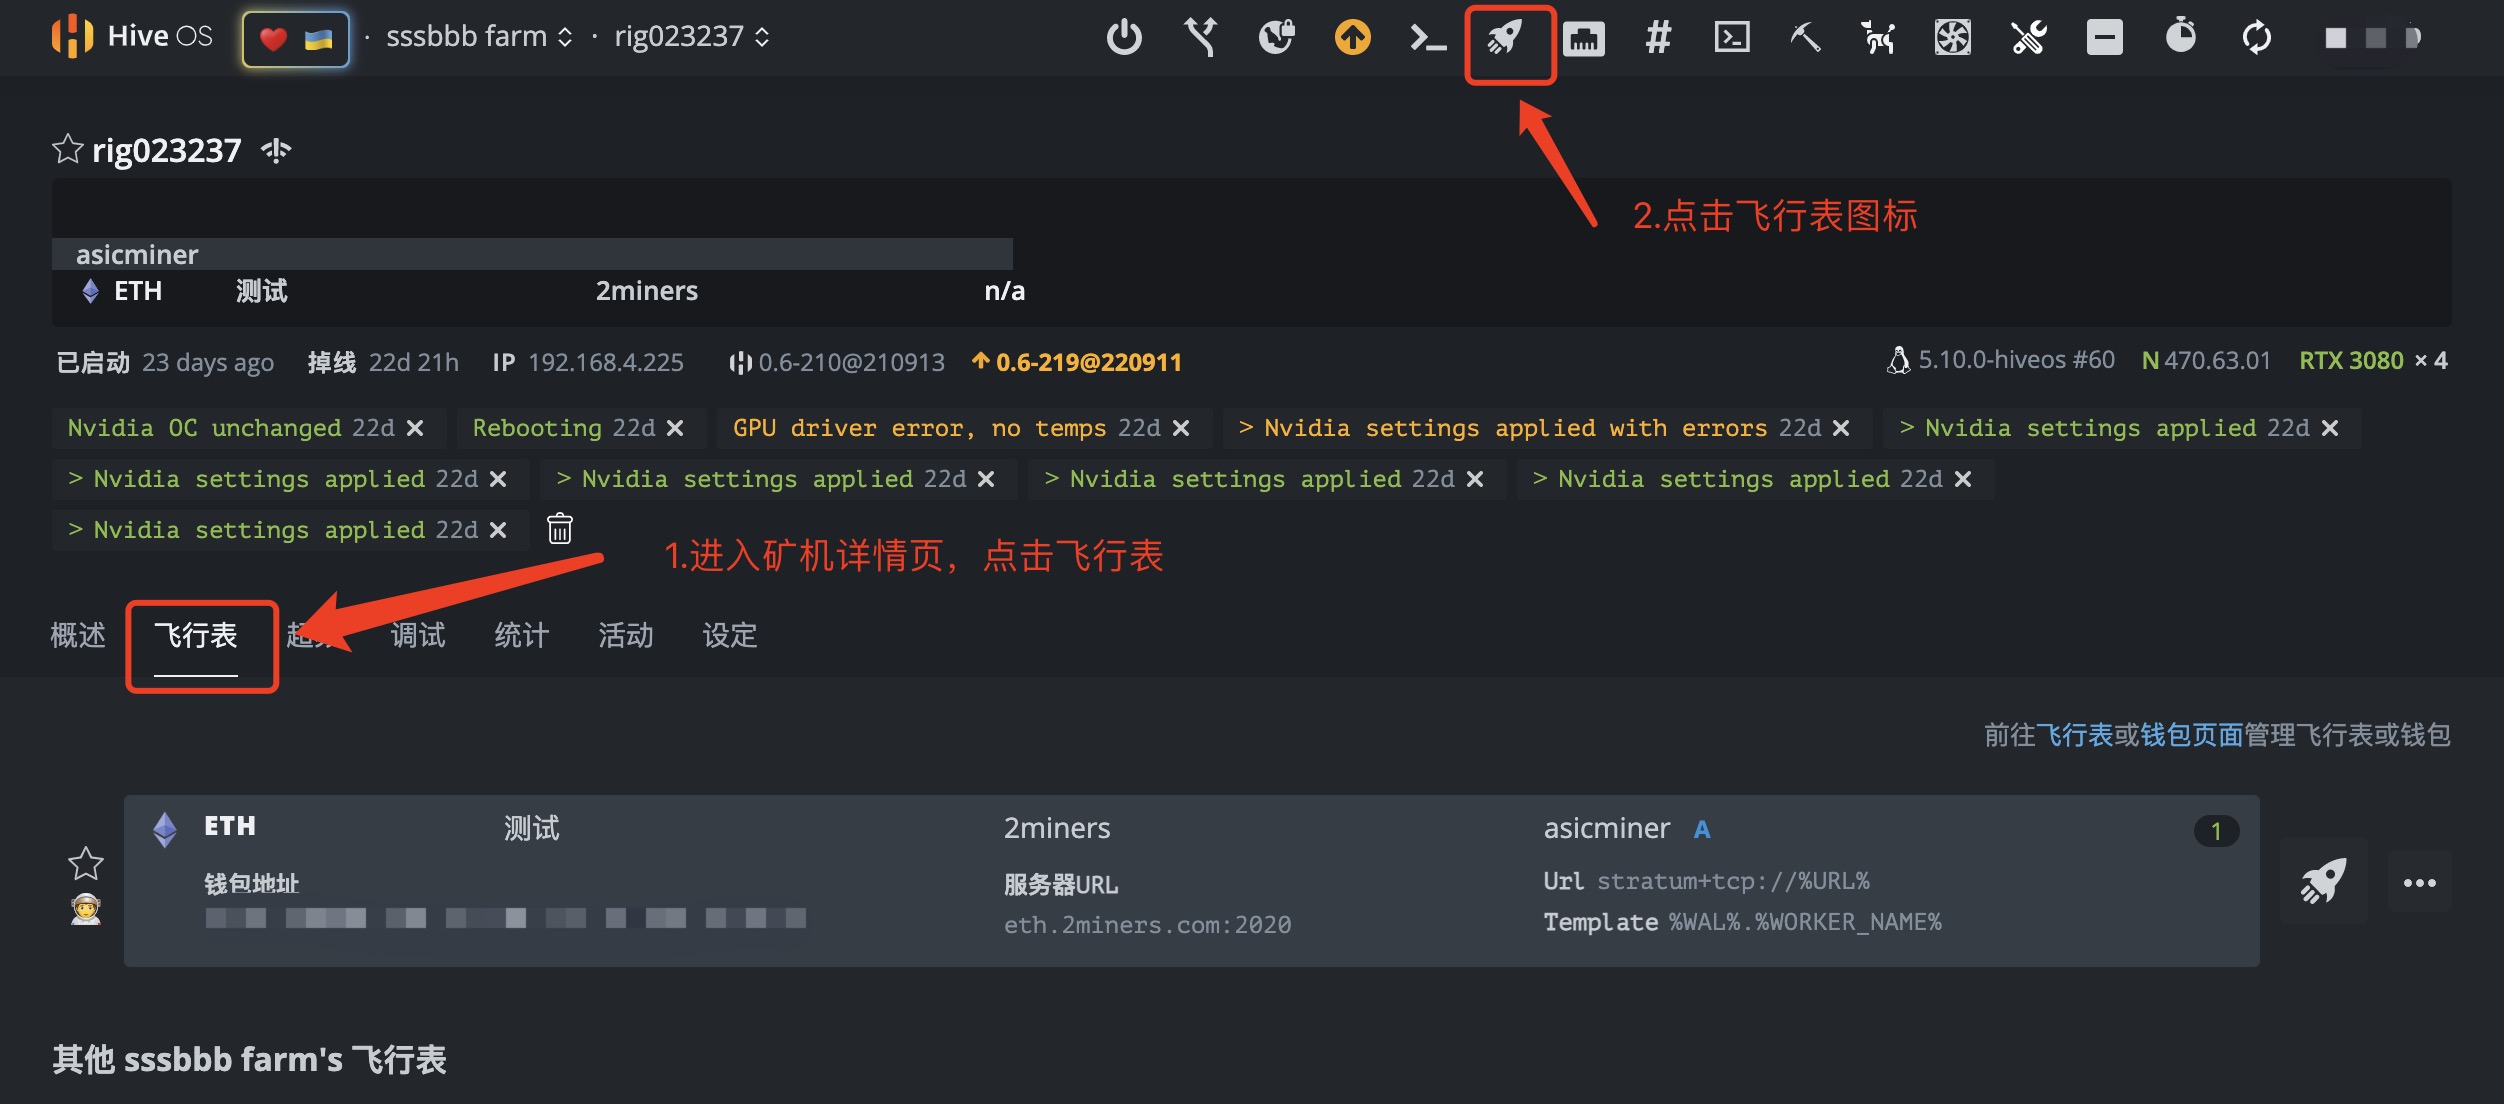 Hive OS · sssbbb farm · rig023237
rig023237
2.点击飞行表图标
asicminer
ETH 测试 2miners n/a
已启动 23 days ago 掉线 22d 21h IP 192.168.4.225 0.6-210@210913 0.6-219@220911 5.10.0-hiveos #60 N 470.63.01 RTX 3080 × 4
Nvidia OC unchanged 22d Rebooting 22d GPU driver error, no temps 22d > Nvidia settings applied with errors 22d > Nvidia settings applied 22d
> Nvidia settings applied 22d > Nvidia settings applied 22d > Nvidia settings applied 22d > Nvidia settings applied 22d
> Nvidia settings applied 22d
1.进入矿机详情页，点击飞行表
概述 飞行表 超 调试 统计 活动 设定
前往飞行表或钱包页面管理飞行表或钱包
ETH 测试 2miners asicminer A 1
钱包地址 服务器URL Url stratum+tcp://%URL%
eth.2miners.com:2020 Template %WAL%.%WORKER_NAME%
其他 sssbbb farm's 飞行表